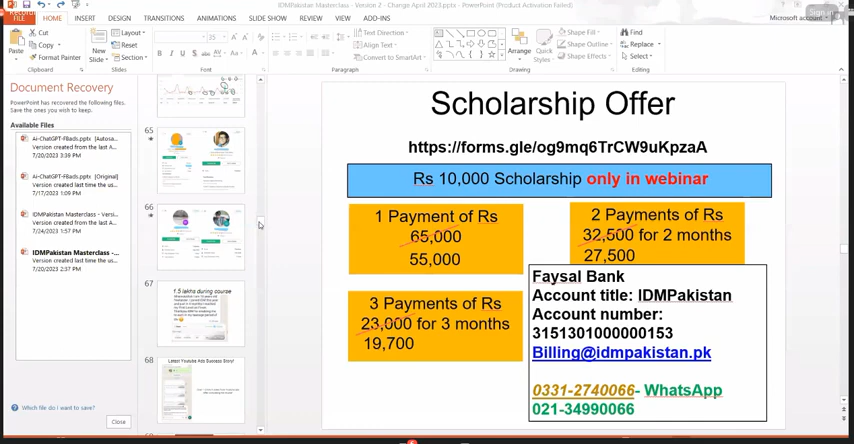 IDMPakistan Masterclass - Version 2 - Change April 2023.pptx - PowerPoint (Product Activation Failed)
Sign in
FILE HOME INSERT DESIGN TRANSITIONS ANIMATIONS SLIDE SHOW REVIEW VIEW ADD-INS
Microsoft account
Paste
Cut
Copy
Format Painter
Clipboard
New Slide
Layout
Reset
Section
Slides
Font
Text Direction
Align Text
Convert to SmartArt
Paragraph
Arrange
Quick Styles
Shape Fill
Shape Outline
Shape Effects
Drawing
Find
Replace
Select
Editing
Document Recovery
PowerPoint has recovered the following files.
Save the ones you wish to keep.
Available Files
Ai-ChatGPT-FBads.pptx [Autosa...
Version created from the last A...
7/20/2023 3:39 PM
Ai-ChatGPT-FBads.pptx [Original]
Version created last time the us...
7/17/2023 1:09 PM
IDMPakistan Masterclass - Versi...
Version created from the last A...
7/24/2023 1:57 PM
IDMPakistan Masterclass -...
Version created last time the us...
7/20/2023 2:37 PM
Which file do I want to save?
Close
65
66
67
1.5 lakhs during course
68
Latest Youtube Ads Success Story!
Scholarship Offer
https://forms.gle/og9mq6TrCW9uKpzaA
Rs 10,000 Scholarship only in webinar
1 Payment of Rs
65,000
55,000
2 Payments of Rs
32,500 for 2 months
27,500
3 Payments of Rs
23,000 for 3 months
19,700
Faysal Bank
Account title: IDMPakistan
Account number:
3151301000000153
Billing@idmpakistan.pk
0331-2740066- WhatsApp
021-34990066